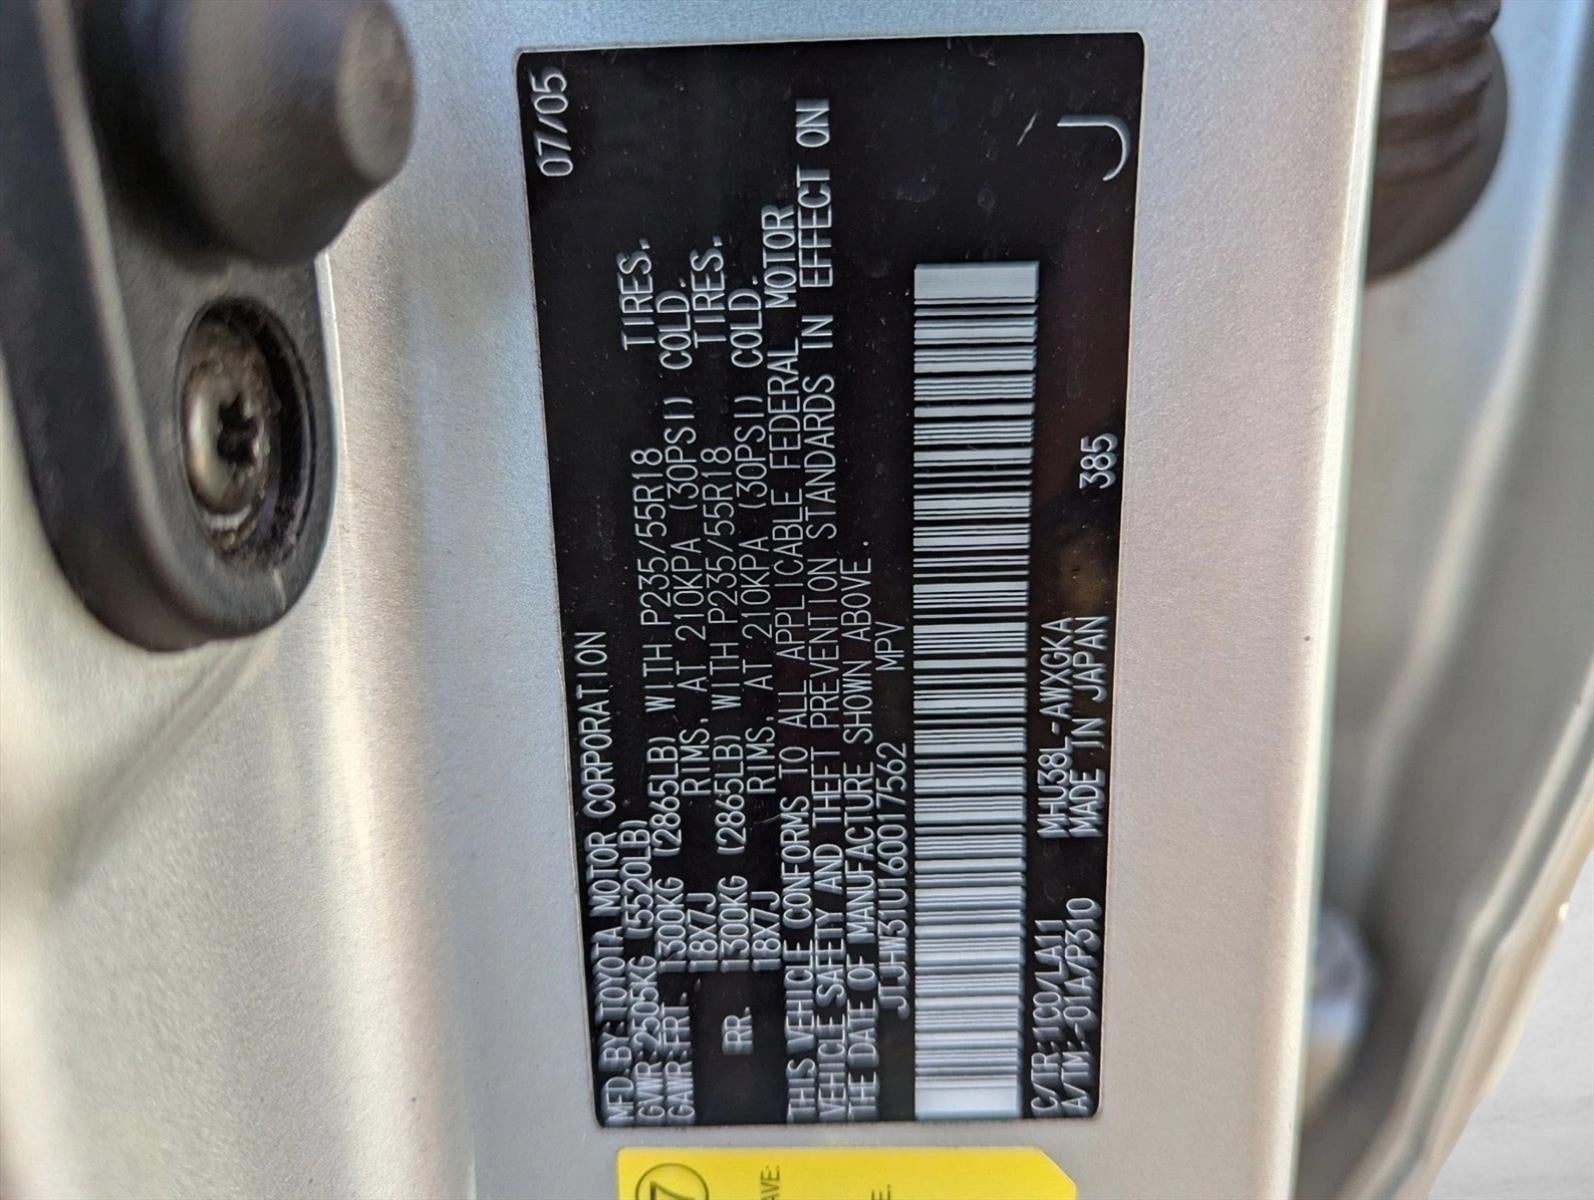 MFD BY: TOYOTA MOTOR CORPORATION 07/05
GVWR:2505KG (5520LB)
GAWR:FRT. 1300KG (2865LB) WITH P235/55R18 TIRES.
18X7J RIMS, AT 210KPA (30PSI) COLD.
RR. 1300KG (2865LB) WITH P235/55R18 TIRES.
18X7J RIMS, AT 210KPA (30PSI) COLD.
THIS VEHICLE CONFORMS TO ALL APPLICABLE FEDERAL MOTOR
VEHICLE SAFETY AND THEFT PREVENTION STANDARDS IN EFFECT ON
THE DATE OF MANUFACTURE SHOWN ABOVE.
JTJHW31U160017562 MPV
C/TR:1C0/LA11 MHU38L-AWXGKA 385
A/TM:-01A/P310 MADE IN JAPAN
J
7